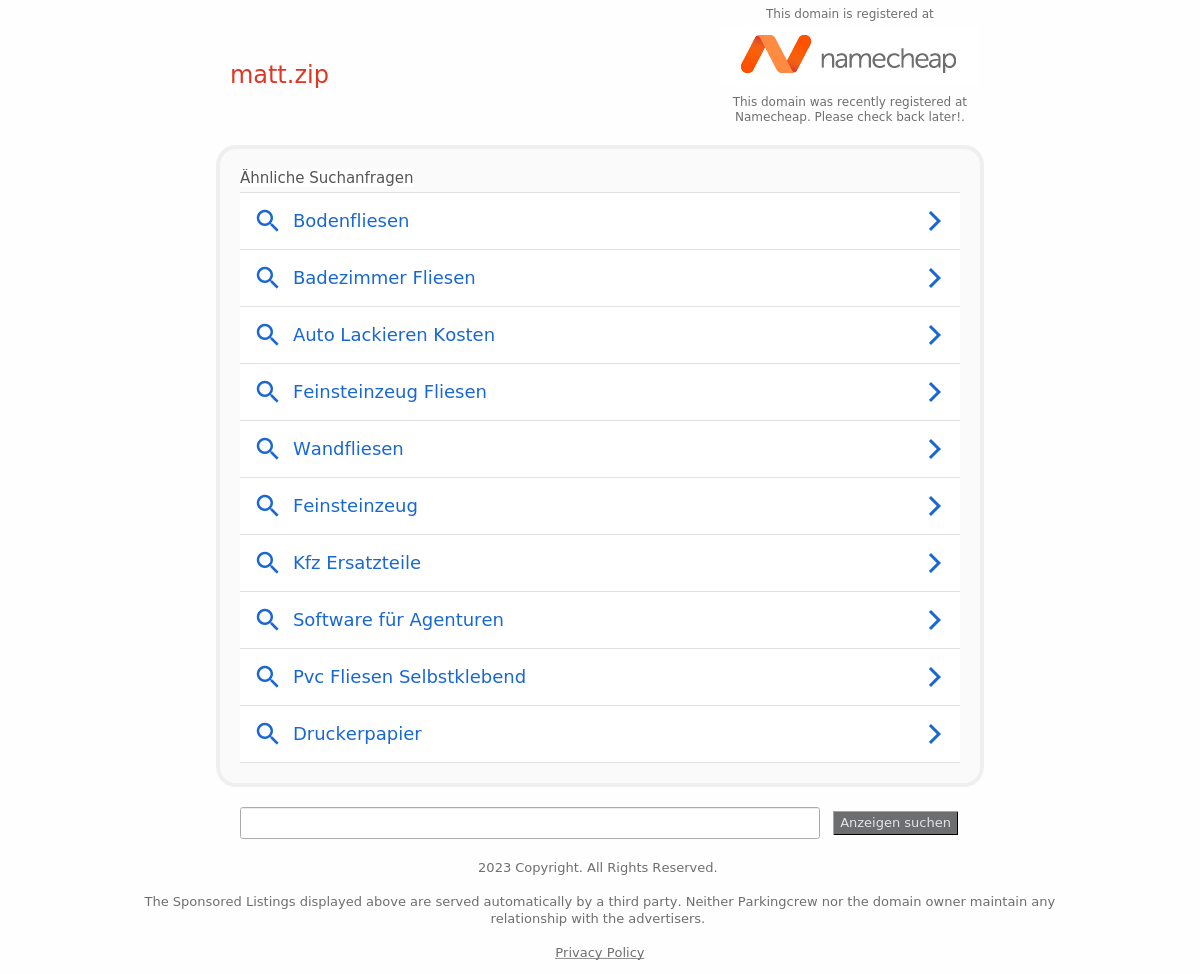 This domain is registered at
namecheap
matt.zip
This domain was recently registered at
Namecheap. Please check back later!.
Ähnliche Suchanfragen
Bodenfliesen
Badezimmer Fliesen
Auto Lackieren Kosten
Feinsteinzeug Fliesen
Wandfliesen
Feinsteinzeug
Kfz Ersatzteile
Software für Agenturen
Pvc Fliesen Selbstklebend
Druckerpapier
Anzeigen suchen
2023 Copyright. All Rights Reserved.
The Sponsored Listings displayed above are served automatically by a third party. Neither Parkingcrew nor the domain owner maintain any
relationship with the advertisers.
Privacy Policy